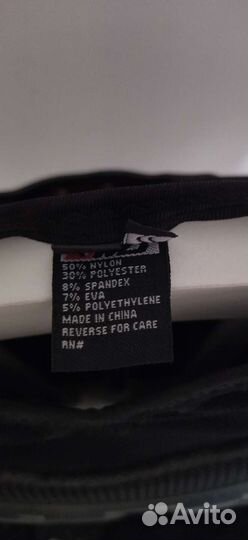 50% NYLON
30% POLYESTER
8% SPANDEX
7% EVA
5% POLYETHYLENE
MADE IN CHINA
REVERSE FOR CARE
RN#
Avito